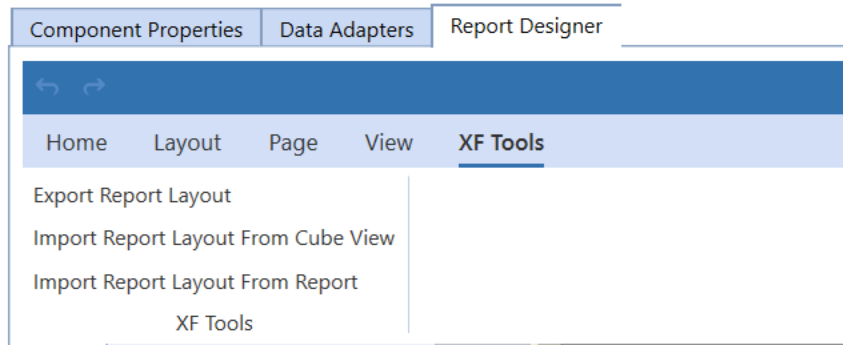 Component Properties Data Adapters Report Designer
Home Layout Page View XF Tools
Export Report Layout
Import Report Layout From Cube View
Import Report Layout From Report
XF Tools